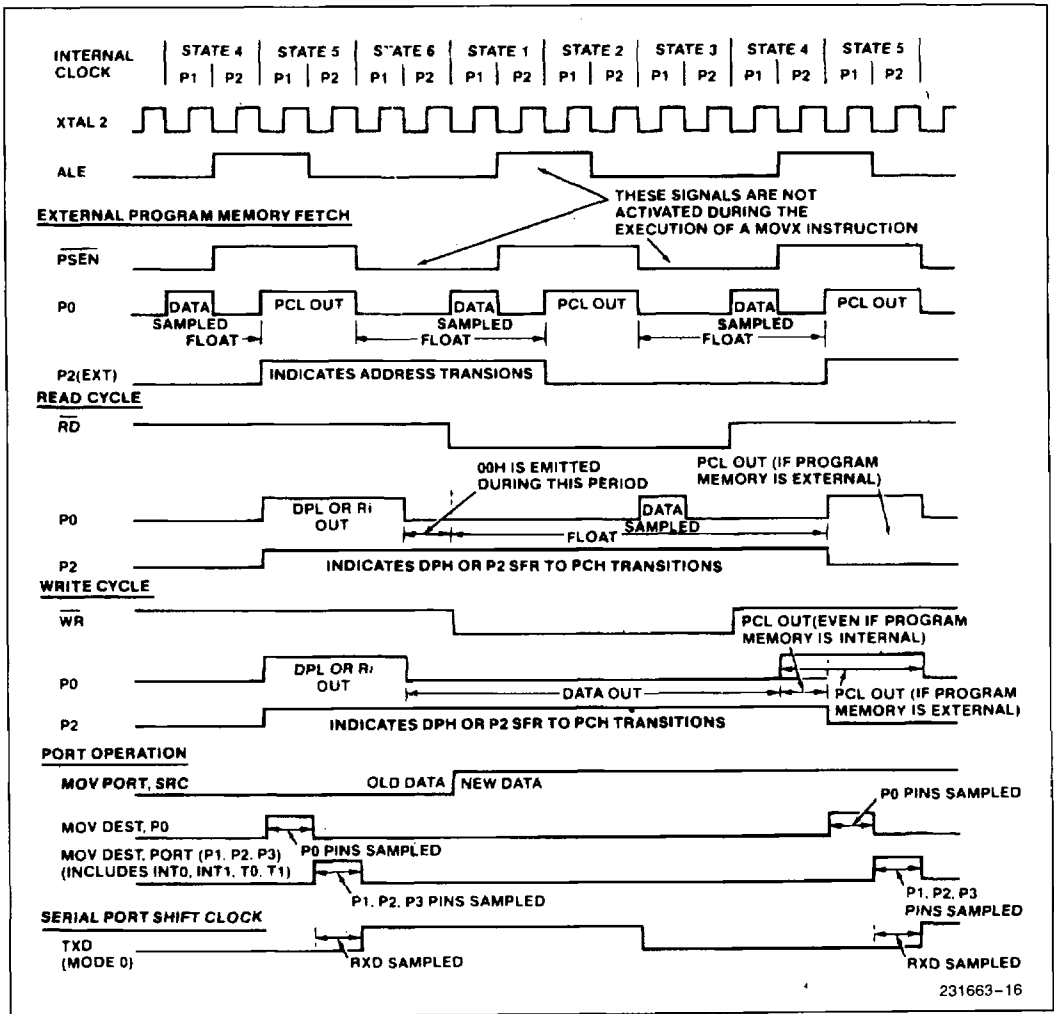 INTERNAL CLOCK
STATE 4 STATE 5 STATE 6 STATE 1 STATE 2 STATE 3 STATE 4 STATE 5
P1 P2 P1 P2 P1 P2 P1 P2 P1 P2 P1 P2 P1 P2 P1 P2
XTAL 2
ALE
THESE SIGNALS ARE NOT
ACTIVATED DURING THE
EXECUTION OF A MOVX INSTRUCTION
EXTERNAL PROGRAM MEMORY FETCH
PSEN
P0
DATA PCL OUT DATA PCL OUT DATA PCL OUT
SAMPLED SAMPLED SAMPLED
FLOAT FLOAT FLOAT
P2(EXT)
INDICATES ADDRESS TRANSIONS
READ CYCLE
RD
00H IS EMITTED
DURING THIS PERIOD
PCL OUT (IF PROGRAM
MEMORY IS EXTERNAL)
P0
DPL OR Ri
OUT
DATA
SAMPLED
FLOAT
P2
INDICATES DPH OR P2 SFR TO PCH TRANSITIONS
WRITE CYCLE
WR
PCL OUT(EVEN IF PROGRAM
MEMORY IS INTERNAL)
P0
DPL OR Ri
OUT
DATA OUT
PCL OUT (IF PROGRAM
MEMORY IS EXTERNAL)
P2
INDICATES DPH OR P2 SFR TO PCH TRANSITIONS
PORT OPERATION
MOV PORT, SRC
OLD DATA NEW DATA
P0 PINS SAMPLED
MOV DEST, P0
P0 PINS SAMPLED
MOV DEST, PORT (P1, P2, P3)
(INCLUDES INT0, INT1, T0, T1)
P1, P2, P3 PINS SAMPLED
P1, P2, P3
PINS SAMPLED
SERIAL PORT SHIFT CLOCK
TXD
(MODE 0)
RXD SAMPLED
RXD SAMPLED
231663-16